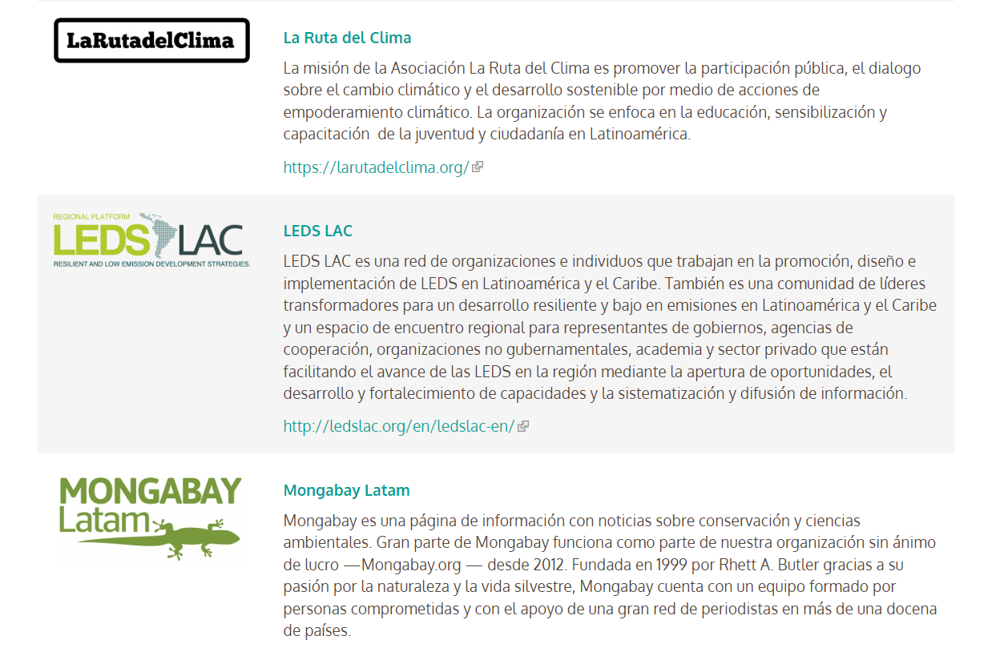 LaRutadelClima
La Ruta del Clima
La misión de la Asociación La Ruta del Clima es promover la participación pública, el dialogo
sobre el cambio climático y el desarrollo sostenible por medio de acciones de
empoderamiento climático. La organización se enfoca en la educación, sensibilización y
capacitación  de la juventud y ciudadanía en Latinoamérica.
https://larutadelclima.org/
REGIONAL PLATFORM
LEDS LAC
RESILIENT AND LOW EMISSION DEVELOPMENT STRATEGIES.
LEDS LAC
LEDS LAC es una red de organizaciones e individuos que trabajan en la promoción, diseño e
implementación de LEDS en Latinoamérica y el Caribe. También es una comunidad de líderes
transformadores para un desarrollo resiliente y bajo en emisiones en Latinoamérica y el Caribe
y un espacio de encuentro regional para representantes de gobiernos, agencias de
cooperación, organizaciones no gubernamentales, academia y sector privado que están
facilitando el avance de las LEDS en la región mediante la apertura de oportunidades, el
desarrollo y fortalecimiento de capacidades y la sistematización y difusión de información.
http://ledslac.org/en/ledslac-en/
MONGABAY
Latam
Mongabay Latam
Mongabay es una página de información con noticias sobre conservación y ciencias
ambientales. Gran parte de Mongabay funciona como parte de nuestra organización sin ánimo
de lucro —Mongabay.org — desde 2012. Fundada en 1999 por Rhett A. Butler gracias a su
pasión por la naturaleza y la vida silvestre, Mongabay cuenta con un equipo formado por
personas comprometidas y con el apoyo de una gran red de periodistas en más de una docena
de países.